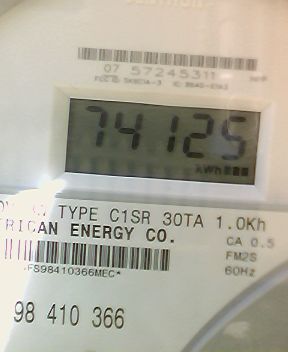 07 57245311
74125
kWh
TYPE C1SR 30TA 1.0Kh
RICAN ENERGY CO.
CA 0.5
FM2S
60Hz
FS98410366MEC*
98 410 366